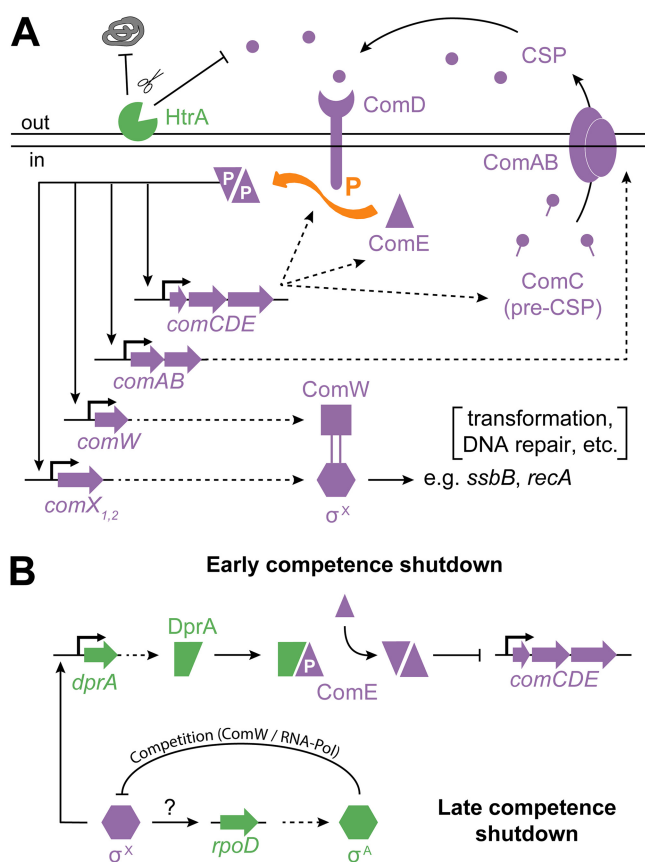 A
CSP
ComD
HtrA
out
in
ComAB
P
P
P
ComE
ComC
(pre-CSP)
comCDE
comAB
ComW
comW
[transformation,
DNA repair, etc.]
e.g. ssbB, recA
comX1,2
σX
B
Early competence shutdown
DprA
dprA
P
ComE
comCDE
Competition (ComW / RNA-Pol)
?
σX
rpoD
σA
Late competence
shutdown